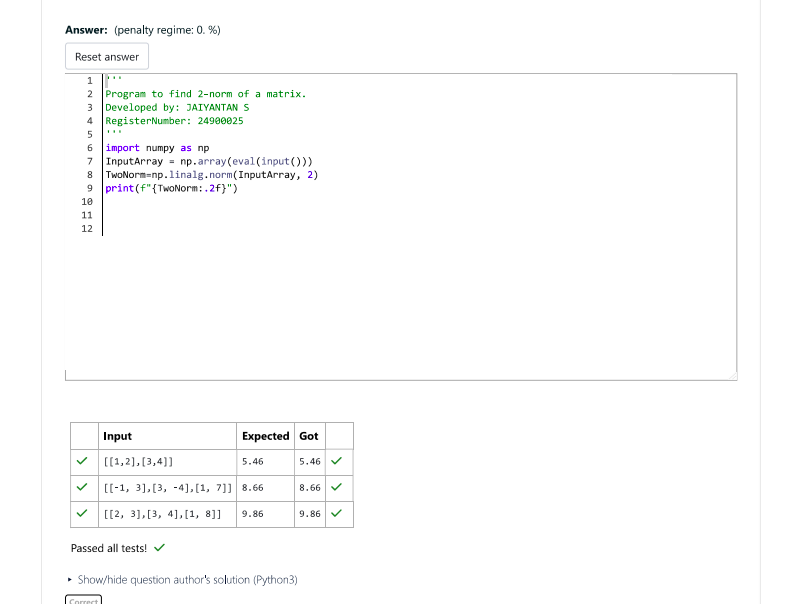 Answer: (penalty regime: 0. %)
Reset answer
1 '''
2 Program to find 2-norm of a matrix.
3 Developed by: JAIYANTAN S
4 RegisterNumber: 24900025
5 '''
6 import numpy as np
7 InputArray = np.array(eval(input()))
8 TwoNorm=np.linalg.norm(InputArray, 2)
9 print(f"{TwoNorm:.2f}")
10
11
12
Input Expected Got
✓ [[1,2],[3,4]] 5.46 5.46 ✓
✓ [[-1, 3],[3, -4],[1, 7]] 8.66 8.66 ✓
✓ [[2, 3],[3, 4],[1, 8]] 9.86 9.86 ✓
Passed all tests! ✓
▸ Show/hide question author's solution (Python3)
Correct